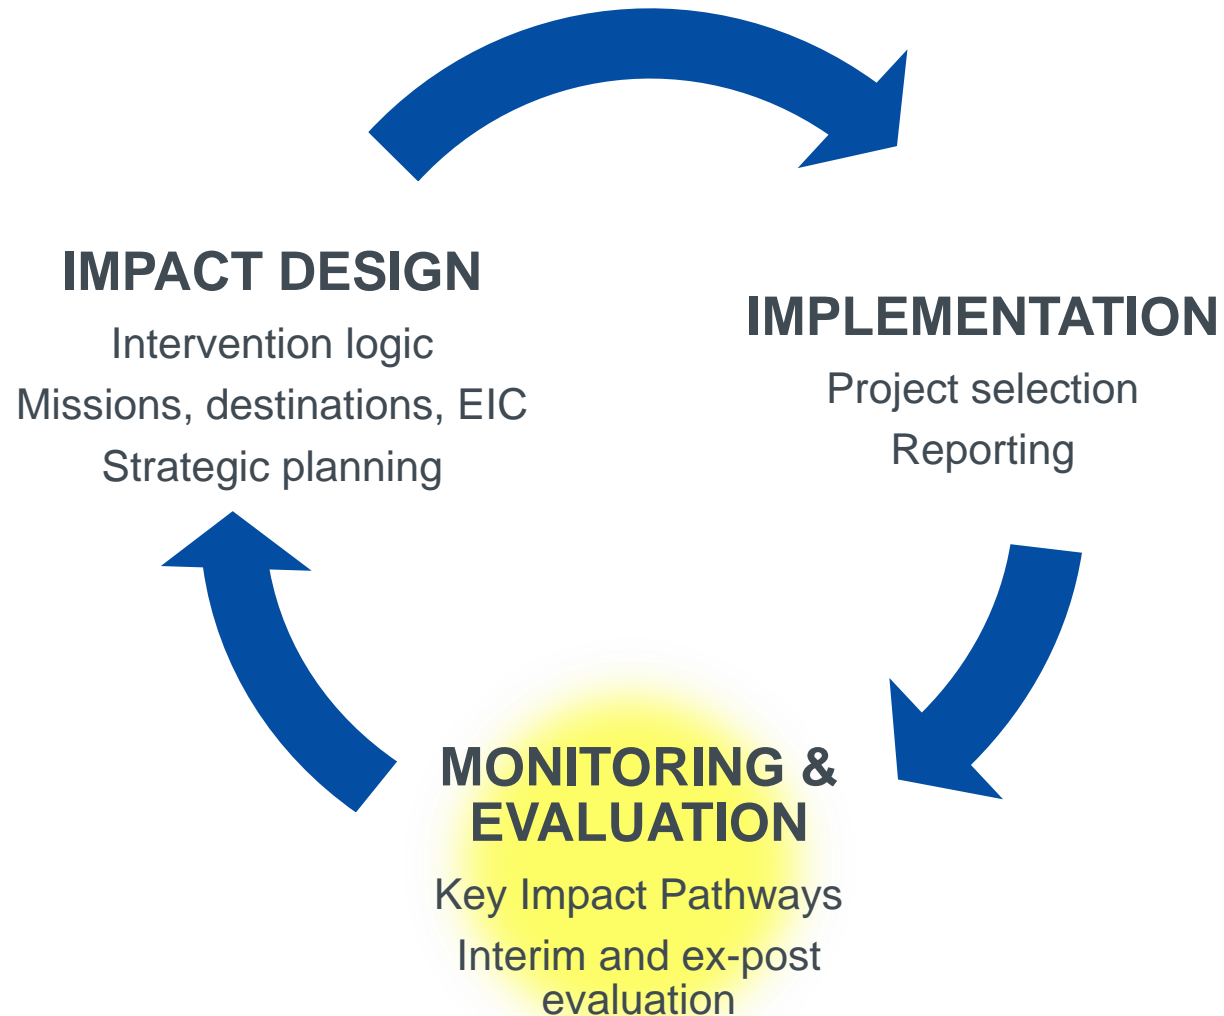 IMPACT DESIGN
Intervention logic
Missions, destinations, EIC
Strategic planning
IMPLEMENTATION
Project selection
Reporting
MONITORING &
EVALUATION
Key Impact Pathways
Interim and ex-post
evaluation